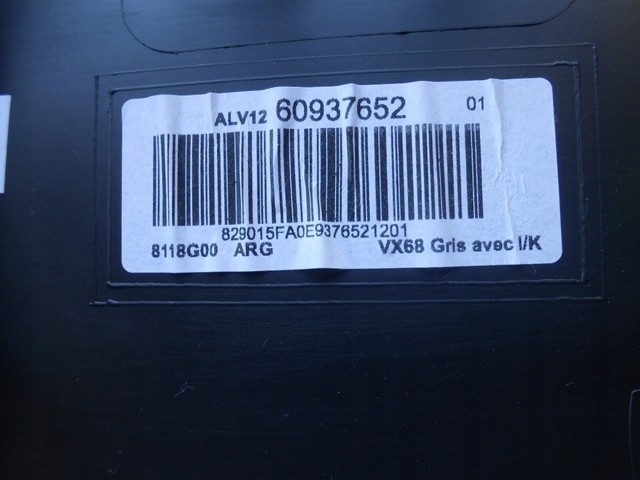 ALV12 60937652 01
829015FA0E9376521201
8118G00 ARG VX68 Gris avec I/K